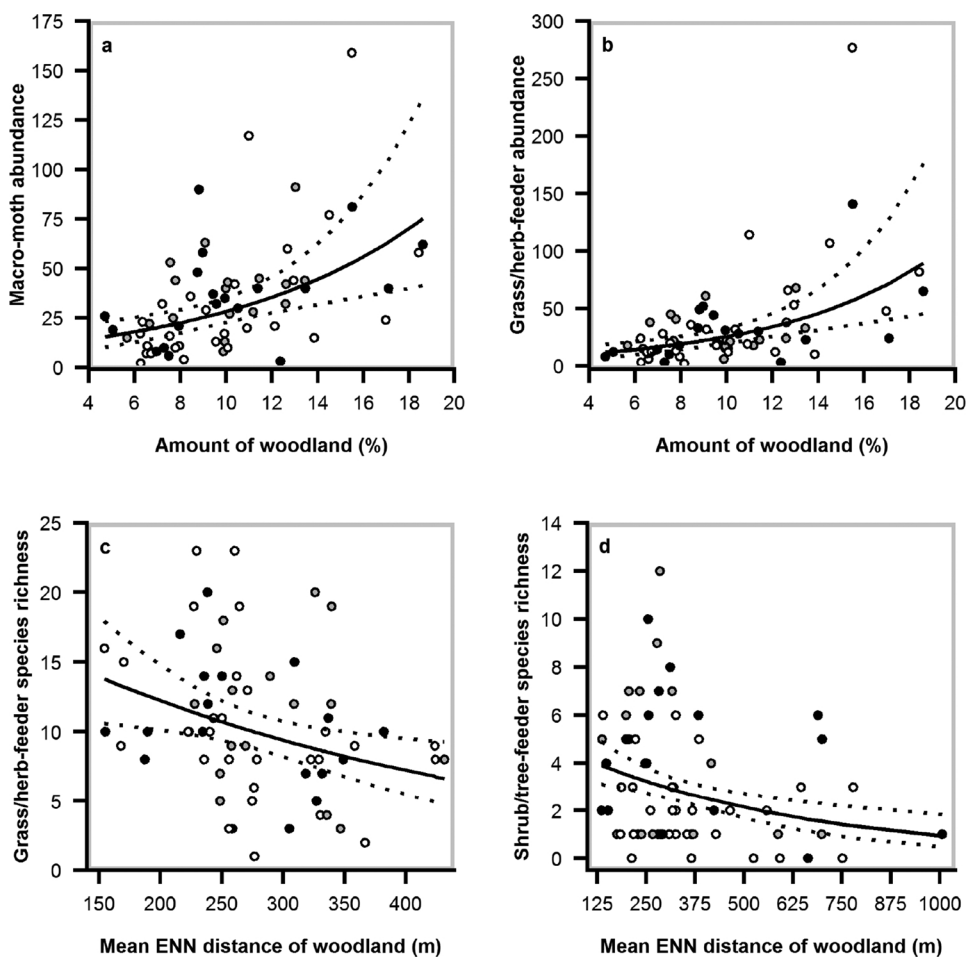 a
Macro-moth abundance
175
150
125
100
75
50
25
0
4 6 8 10 12 14 16 18 20
Amount of woodland (%)
b
Grass/herb-feeder abundance
300
250
200
150
100
50
0
4 6 8 10 12 14 16 18 20
Amount of woodland (%)
c
Grass/herb-feeder species richness
25
20
15
10
5
0
150 200 250 300 350 400
Mean ENN distance of woodland (m)
d
Shrub/tree-feeder species richness
14
12
10
8
6
4
2
0
125 250 375 500 625 750 875 1000
Mean ENN distance of woodland (m)